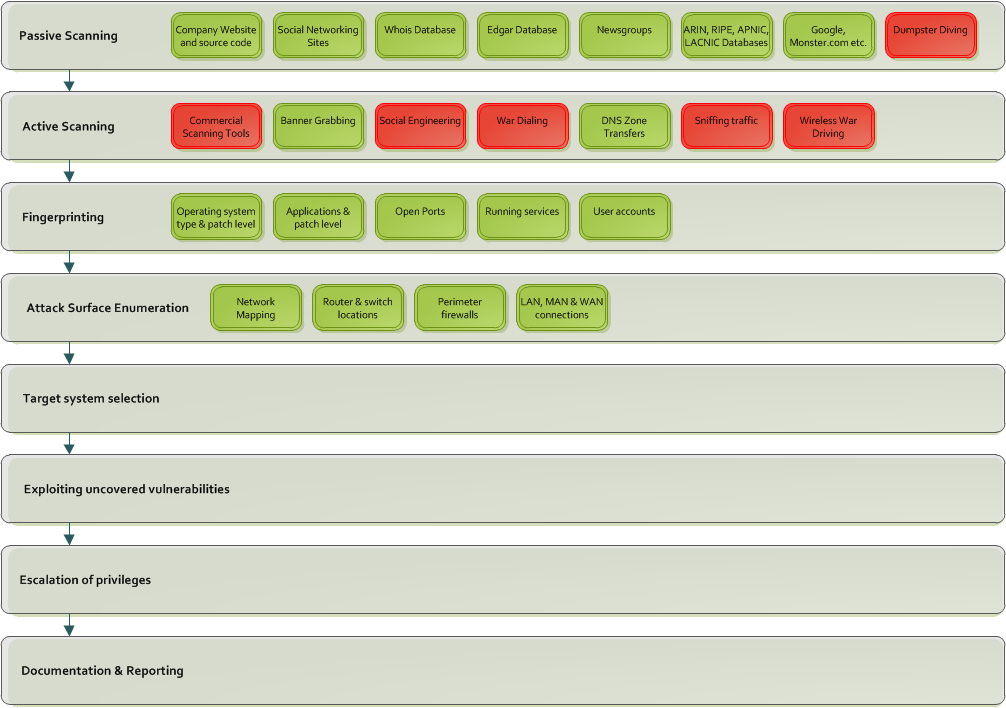 Passive Scanning
Company Website
and source code
Social Networking
Sites
Whois Database
Edgar Database
Newsgroups
ARIN, RIPE, APNIC,
LACNIC Databases
Google,
Monster.com etc.
Dumpster Diving
Active Scanning
Commercial
Scanning Tools
Banner Grabbing
Social Engineering
War Dialing
DNS Zone
Transfers
Sniffing traffic
Wireless War
Driving
Fingerprinting
Operating system
type & patch level
Applications &
patch level
Open Ports
Running services
User accounts
Attack Surface Enumeration
Network
Mapping
Router & switch
locations
Perimeter
firewalls
LAN, MAN & WAN
connections
Target system selection
Exploiting uncovered vulnerabilities
Escalation of privileges
Documentation & Reporting